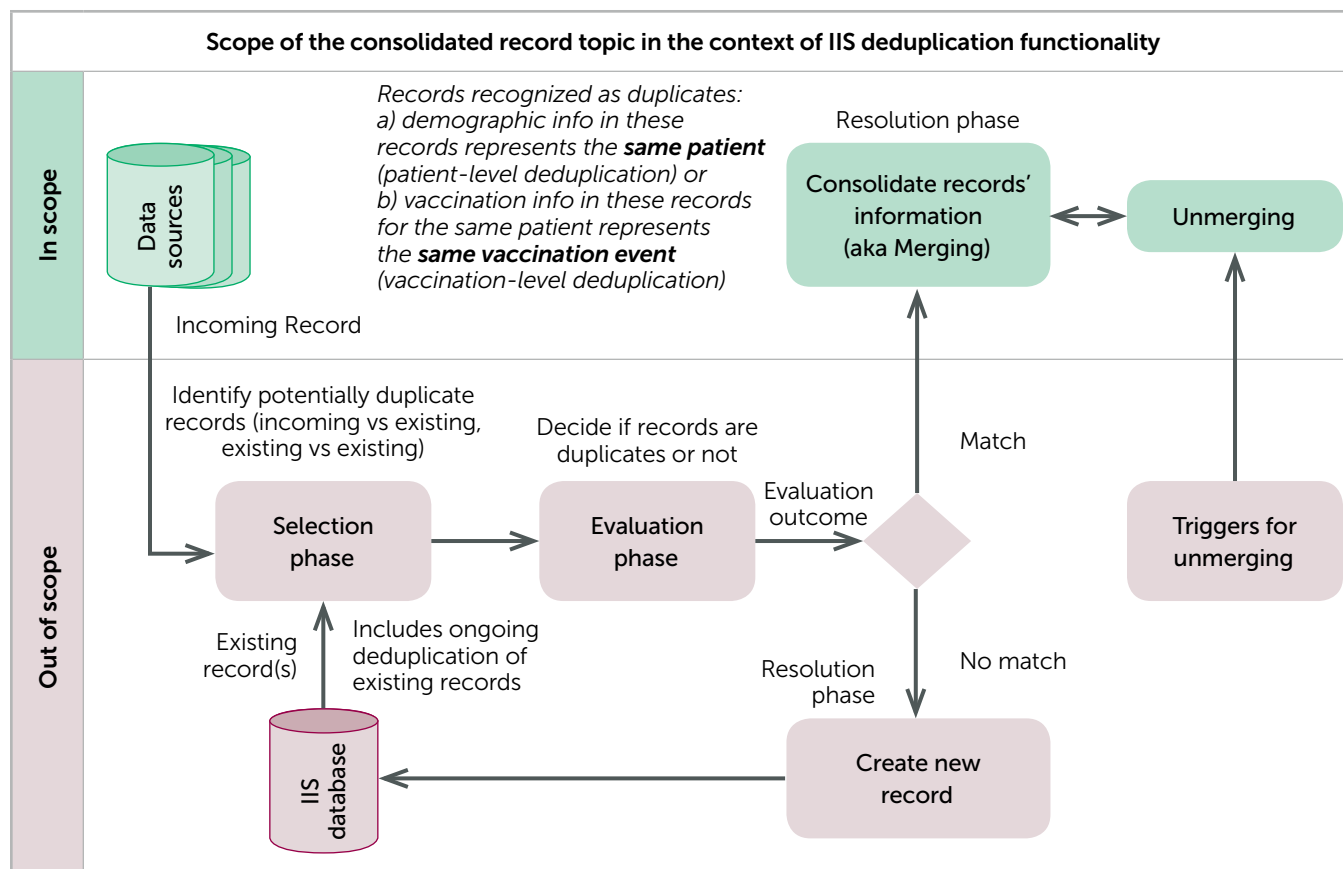 Scope of the consolidated record topic in the context of IIS deduplication functionality
In scope
Data
sources
Records recognized as duplicates:
a) demographic info in these
records represents the same patient
(patient-level deduplication) or
b) vaccination info in these records
for the same patient represents
the same vaccination event
(vaccination-level deduplication)
Resolution phase
Consolidate records’
information
(aka Merging)
Unmerging
Incoming Record
Out of scope
Identify potentially duplicate
records (incoming vs existing,
existing vs existing)
Selection
phase
Decide if records are
duplicates or not
Evaluation
phase
Evaluation
outcome
Match
Triggers for
unmerging
Existing
record(s)
Includes ongoing
deduplication of
existing records
No match
Resolution
phase
IIS
database
Create new
record